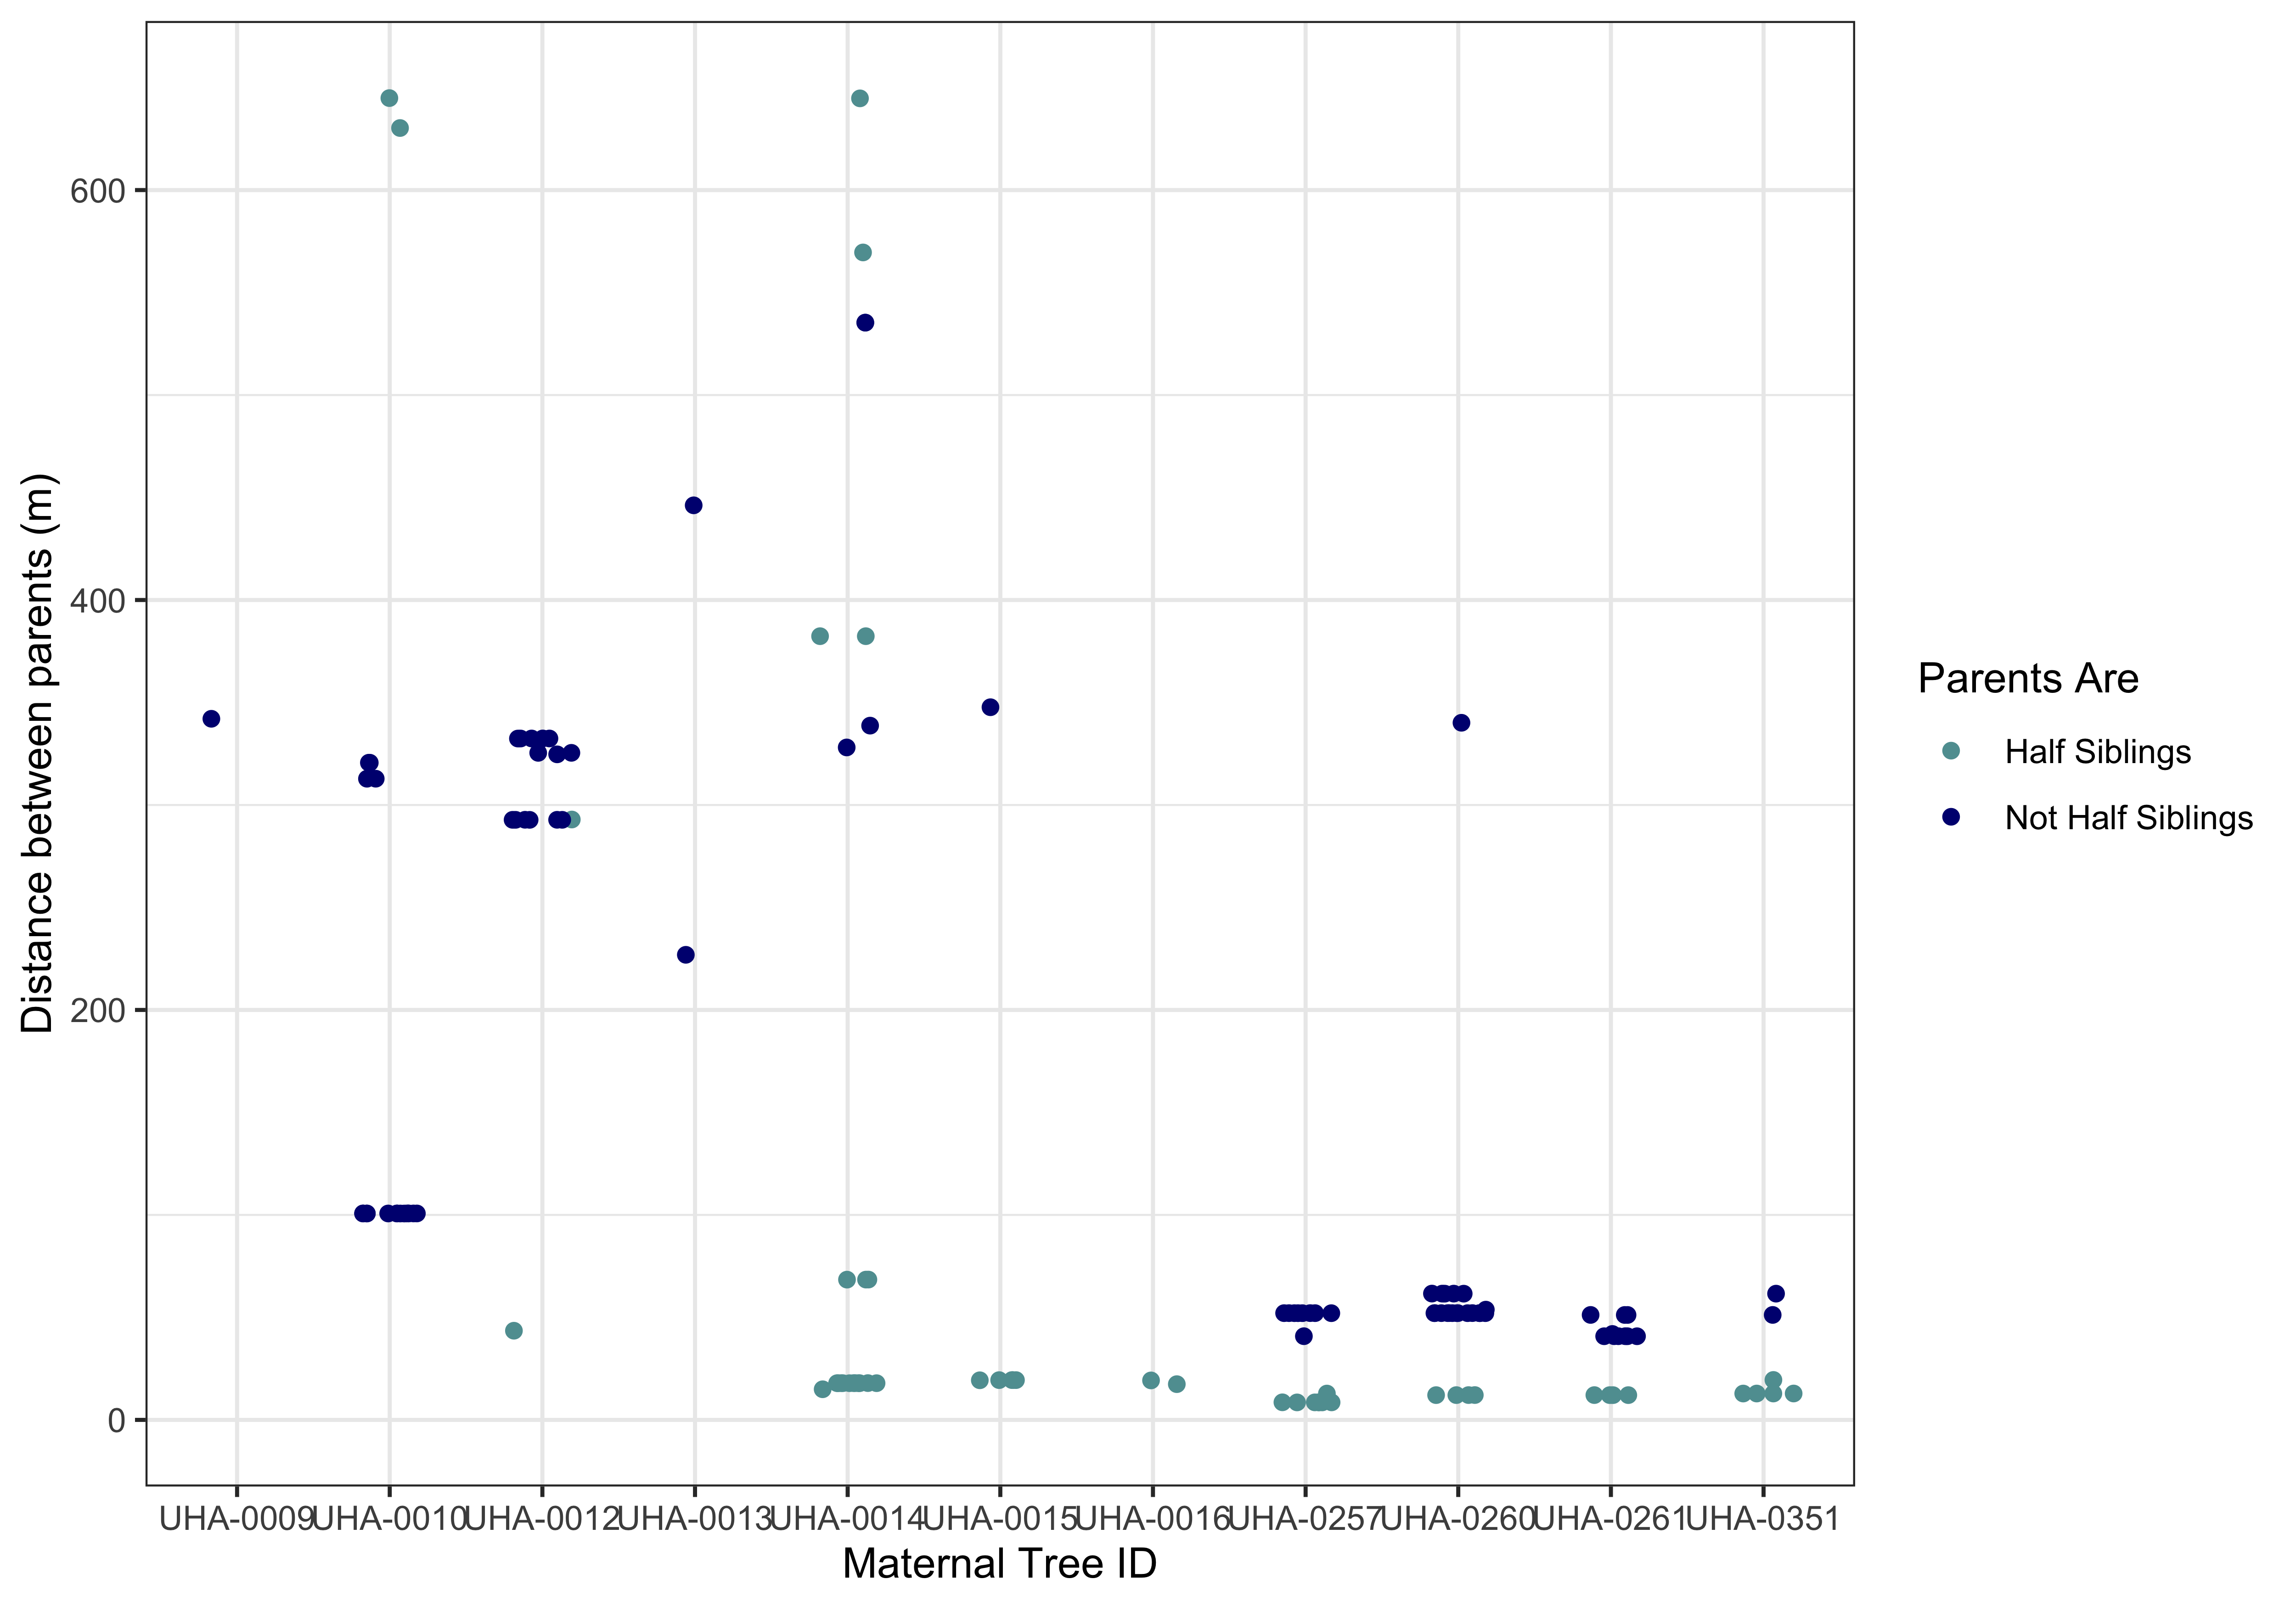 Distance between parents (m)
600
400
200
0
UHA-0009 UHA-0010 UHA-0012 UHA-0013 UHA-0014 UHA-0015 UHA-0016 UHA-0257 UHA-0260 UHA-0261 UHA-0351
Maternal Tree ID
Parents Are
Half Siblings
Not Half Siblings